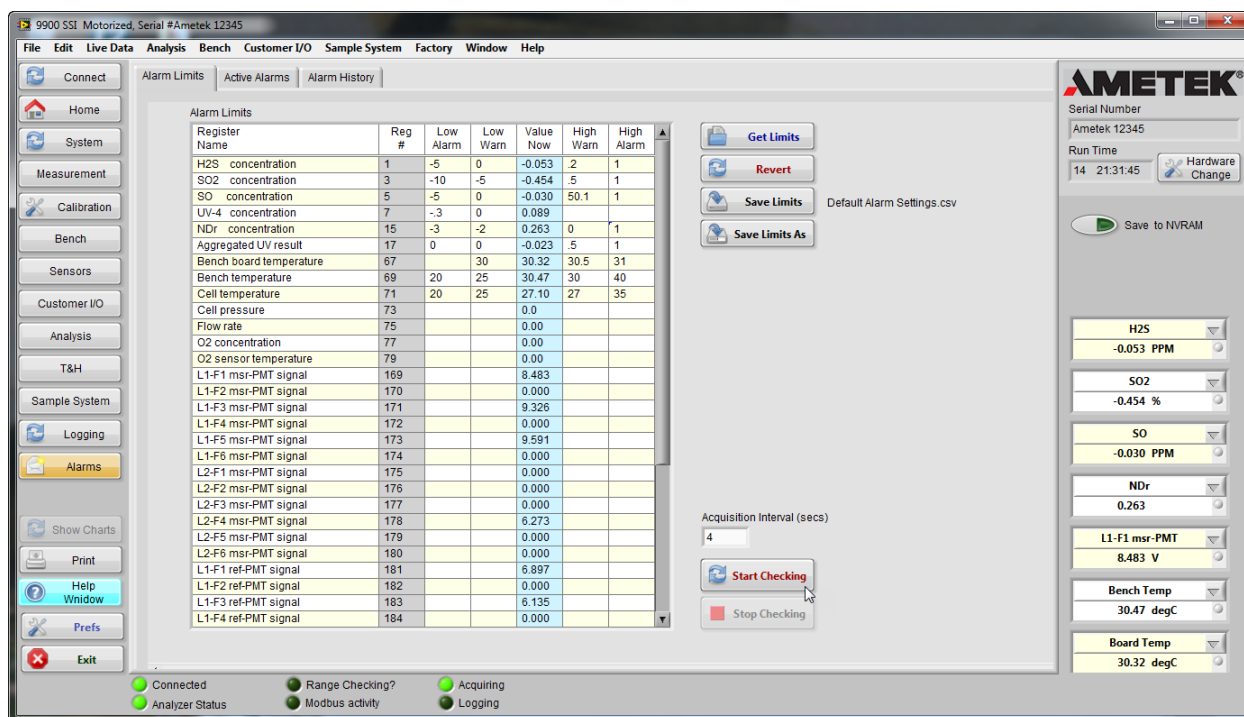 9900 SSI Motorized, Serial #Ametek 12345
File Edit Live Data Analysis Bench Customer I/O Sample System Factory Window Help
Connect
Home
System
Measurement
Calibration
Bench
Sensors
Customer I/O
Analysis
T&H
Sample System
Logging
Alarms
Show Charts
Print
Help
Wnidow
Prefs
Exit
Alarm Limits Active Alarms Alarm History
Alarm Limits
Register Name Reg # Low Alarm Low Warn Value Now High Warn High Alarm
H2S concentration 1 -5 0 -0.053 .2 1
SO2 concentration 3 -10 -5 -0.454 .5 1
SO concentration 5 -5 0 -0.030 50.1 1
UV-4 concentration 7 -.3 0 0.089
NDr concentration 15 -3 -2 0.263 0 1
Aggregated UV result 17 0 0 -0.023 .5 1
Bench board temperature 67 30 30.32 30.5 31
Bench temperature 69 20 25 30.47 30 40
Cell temperature 71 20 25 27.10 27 35
Cell pressure 73 0.0
Flow rate 75 0.00
O2 concentration 77 0.00
O2 sensor temperature 79 0.00
L1-F1 msr-PMT signal 169 8.483
L1-F2 msr-PMT signal 170 0.000
L1-F3 msr-PMT signal 171 9.326
L1-F4 msr-PMT signal 172 0.000
L1-F5 msr-PMT signal 173 9.591
L1-F6 msr-PMT signal 174 0.000
L2-F1 msr-PMT signal 175 0.000
L2-F2 msr-PMT signal 176 0.000
L2-F3 msr-PMT signal 177 0.000
L2-F4 msr-PMT signal 178 6.273
L2-F5 msr-PMT signal 179 0.000
L2-F6 msr-PMT signal 180 0.000
L1-F1 ref-PMT signal 181 6.897
L1-F2 ref-PMT signal 182 0.000
L1-F3 ref-PMT signal 183 6.135
L1-F4 ref-PMT signal 184 0.000
Get Limits
Revert
Save Limits Default Alarm Settings.csv
Save Limits As
Acquisition Interval (secs)
4
Start Checking
Stop Checking
AMETEK®
Serial Number
Ametek 12345
Run Time
14 21:31:45
Hardware
Change
Save to NVRAM
H2S
-0.053 PPM
SO2
-0.454 %
SO
-0.030 PPM
NDr
0.263
L1-F1 msr-PMT
8.483 V
Bench Temp
30.47 degC
Board Temp
30.32 degC
Connected Range Checking? Acquiring
Analyzer Status Modbus activity Logging